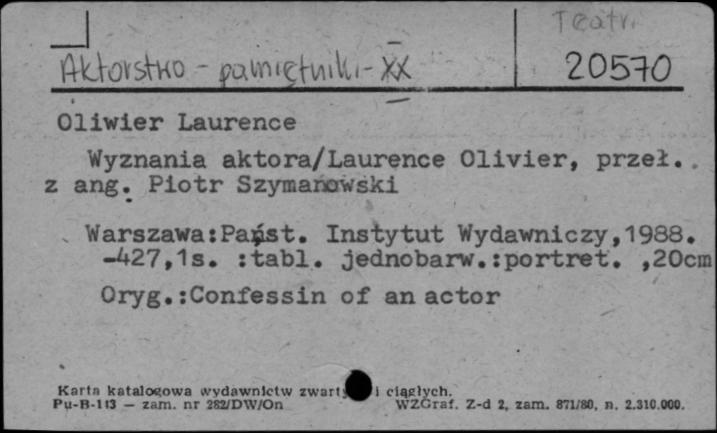 Teatr.
Aktorstwo - pamiętniki - XX
20570
Oliwier Laurence
Wyznania aktora/Laurence Olivier, przeł..
z ang. Piotr Szymanowski
Warszawa:Państ. Instytut Wydawniczy,1988.
-427,1s. :tabl. jednobarw.:portret. ,20cm
Oryg.:Confessin of an actor
Karta katalogowa wydawnictw zwartych i ciągłych.
Pu-B-113 — zam. nr 282/DW/On WZGraf. Z-d 2, zam. 871/80, n. 2.310.000.